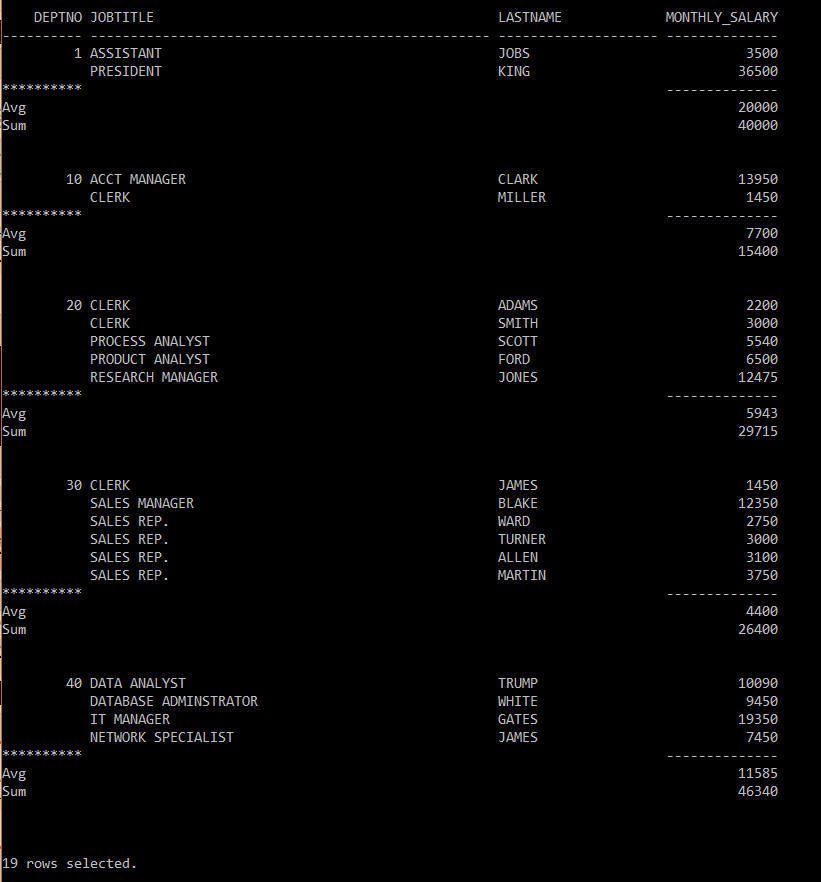 DEPTNO JOBTITLE LASTNAME MONTHLY_SALARY
---------- -------------------------------------------------- -------------------- --------------
1 ASSISTANT JOBS 3500
PRESIDENT KING 36500
********** --------------
Avg 20000
Sum 40000
10 ACCT MANAGER CLARK 13950
CLERK MILLER 1450
********** --------------
Avg 7700
Sum 15400
20 CLERK ADAMS 2200
CLERK SMITH 3000
PROCESS ANALYST SCOTT 5540
PRODUCT ANALYST FORD 6500
RESEARCH MANAGER JONES 12475
********** --------------
Avg 5943
Sum 29715
30 CLERK JAMES 1450
SALES MANAGER BLAKE 12350
SALES REP. WARD 2750
SALES REP. TURNER 3000
SALES REP. ALLEN 3100
SALES REP. MARTIN 3750
********** --------------
Avg 4400
Sum 26400
40 DATA ANALYST TRUMP 10090
DATABASE ADMINSTRATOR WHITE 9450
IT MANAGER GATES 19350
NETWORK SPECIALIST JAMES 7450
********** --------------
Avg 11585
Sum 46340
19 rows selected.